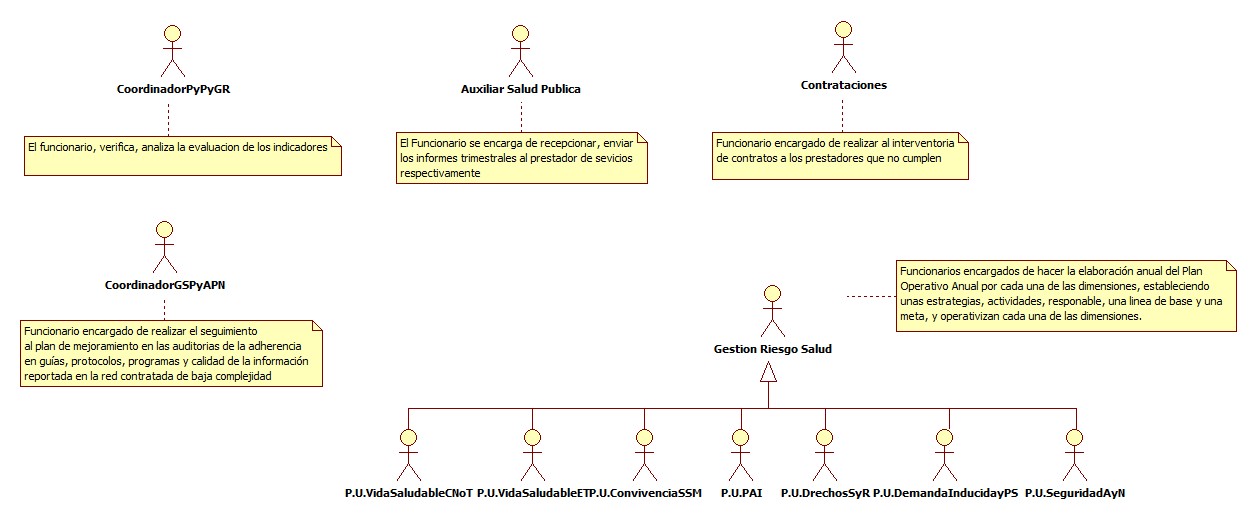 CoordinadorPyPyGR
El funcionario, verifica, analiza la evaluacion de los indicadores
Auxiliar Salud Publica
El Funcionario se encarga de recepcionar, enviar
los informes trimestrales al prestador de sevicios
respectivamente
Contrataciones
Funcionario encargado de realizar al interventoria
de contratos a los prestadores que no cumplen
CoordinadorGSPyAPN
Funcionario encargado de realizar el seguimiento
al plan de mejoramiento en las auditorias de la adherencia
en guías, protocolos, programas y calidad de la información
reportada en la red contratada de baja complejidad
Funcionarios encargados de hacer la elaboración anual del Plan
Operativo Anual por cada una de las dimensiones, estableciendo
unas estrategias, actividades, responable, una linea de base y una
meta, y operativizan cada una de las dimensiones.
Gestion Riesgo Salud
P.U.VidaSaludableCNoT
P.U.VidaSaludableET
P.U.ConvivenciaSSM
P.U.PAI
P.U.DrechosSyR
P.U.DemandaInducidayPS
P.U.SeguridadAyN